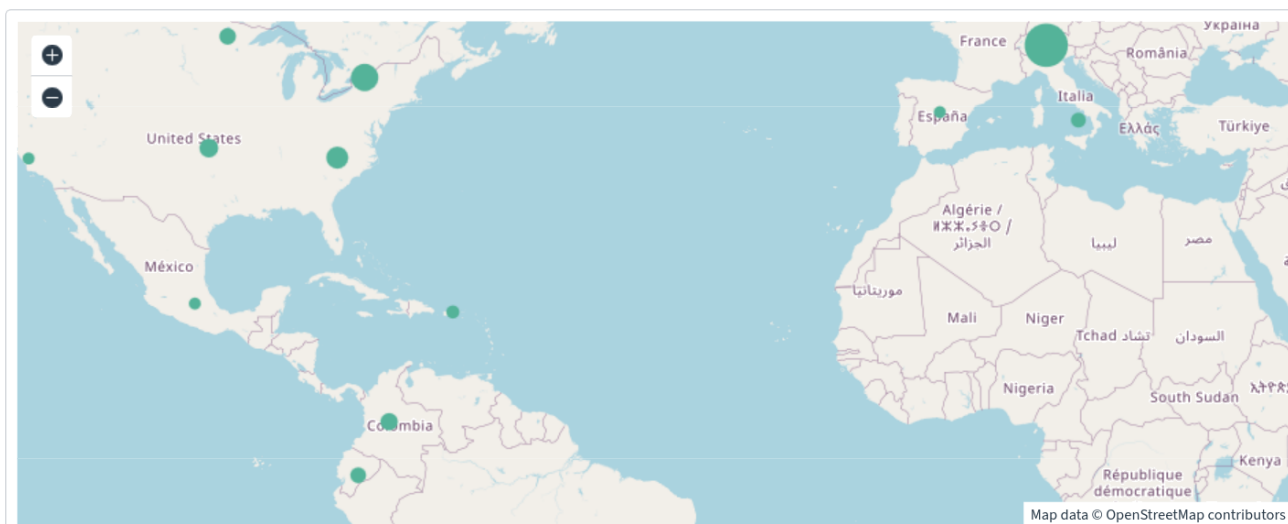 Україна
France
România
Italia
España
Ελλάς
Türkiye
United States
Algérie /
ⵍⵣⵣⴰⵢⴻⵔ /
الجزائر
ليبيا
مصر
México
موريتانيا
Mali
Niger
Tchad تشاد
السودان
Nigeria
South Sudan
Colombia
Kenya
République
démocratique
Map data © OpenStreetMap contributors